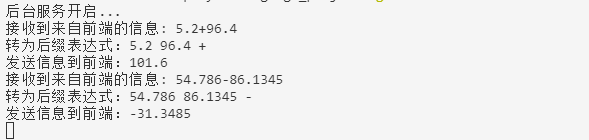 后台服务开启...
接收到来自前端的信息: 5.2+96.4
转为后缀表达式: 5.2 96.4 +
发送信息到前端: 101.6
接收到来自前端的信息: 54.786-86.1345
转为后缀表达式: 54.786 86.1345 -
发送信息到前端: -31.3485